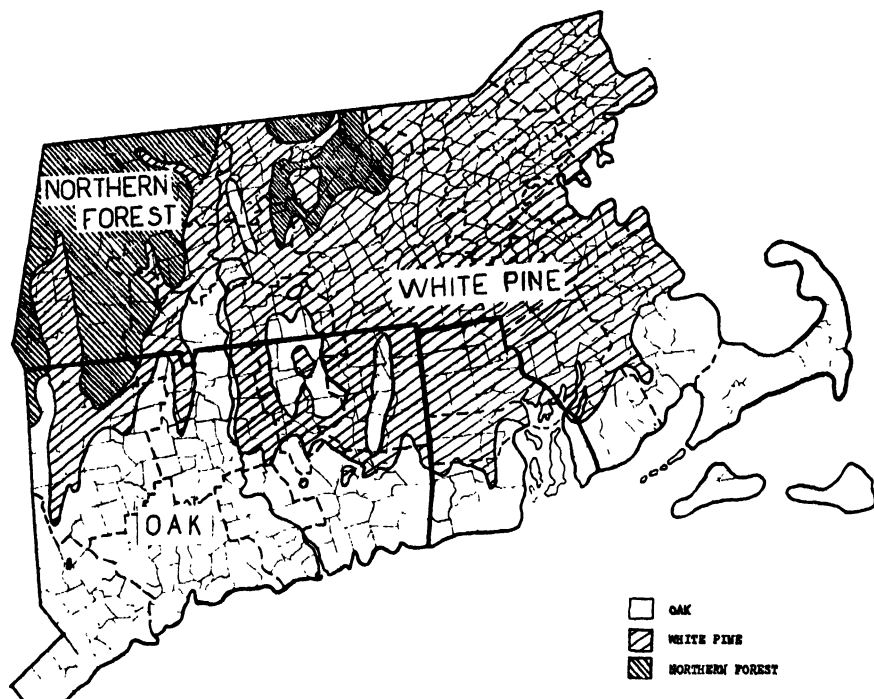 NORTHERN
FOREST
WHITE PINE
OAK
OAK
WHITE PINE
NORTHERN FOREST